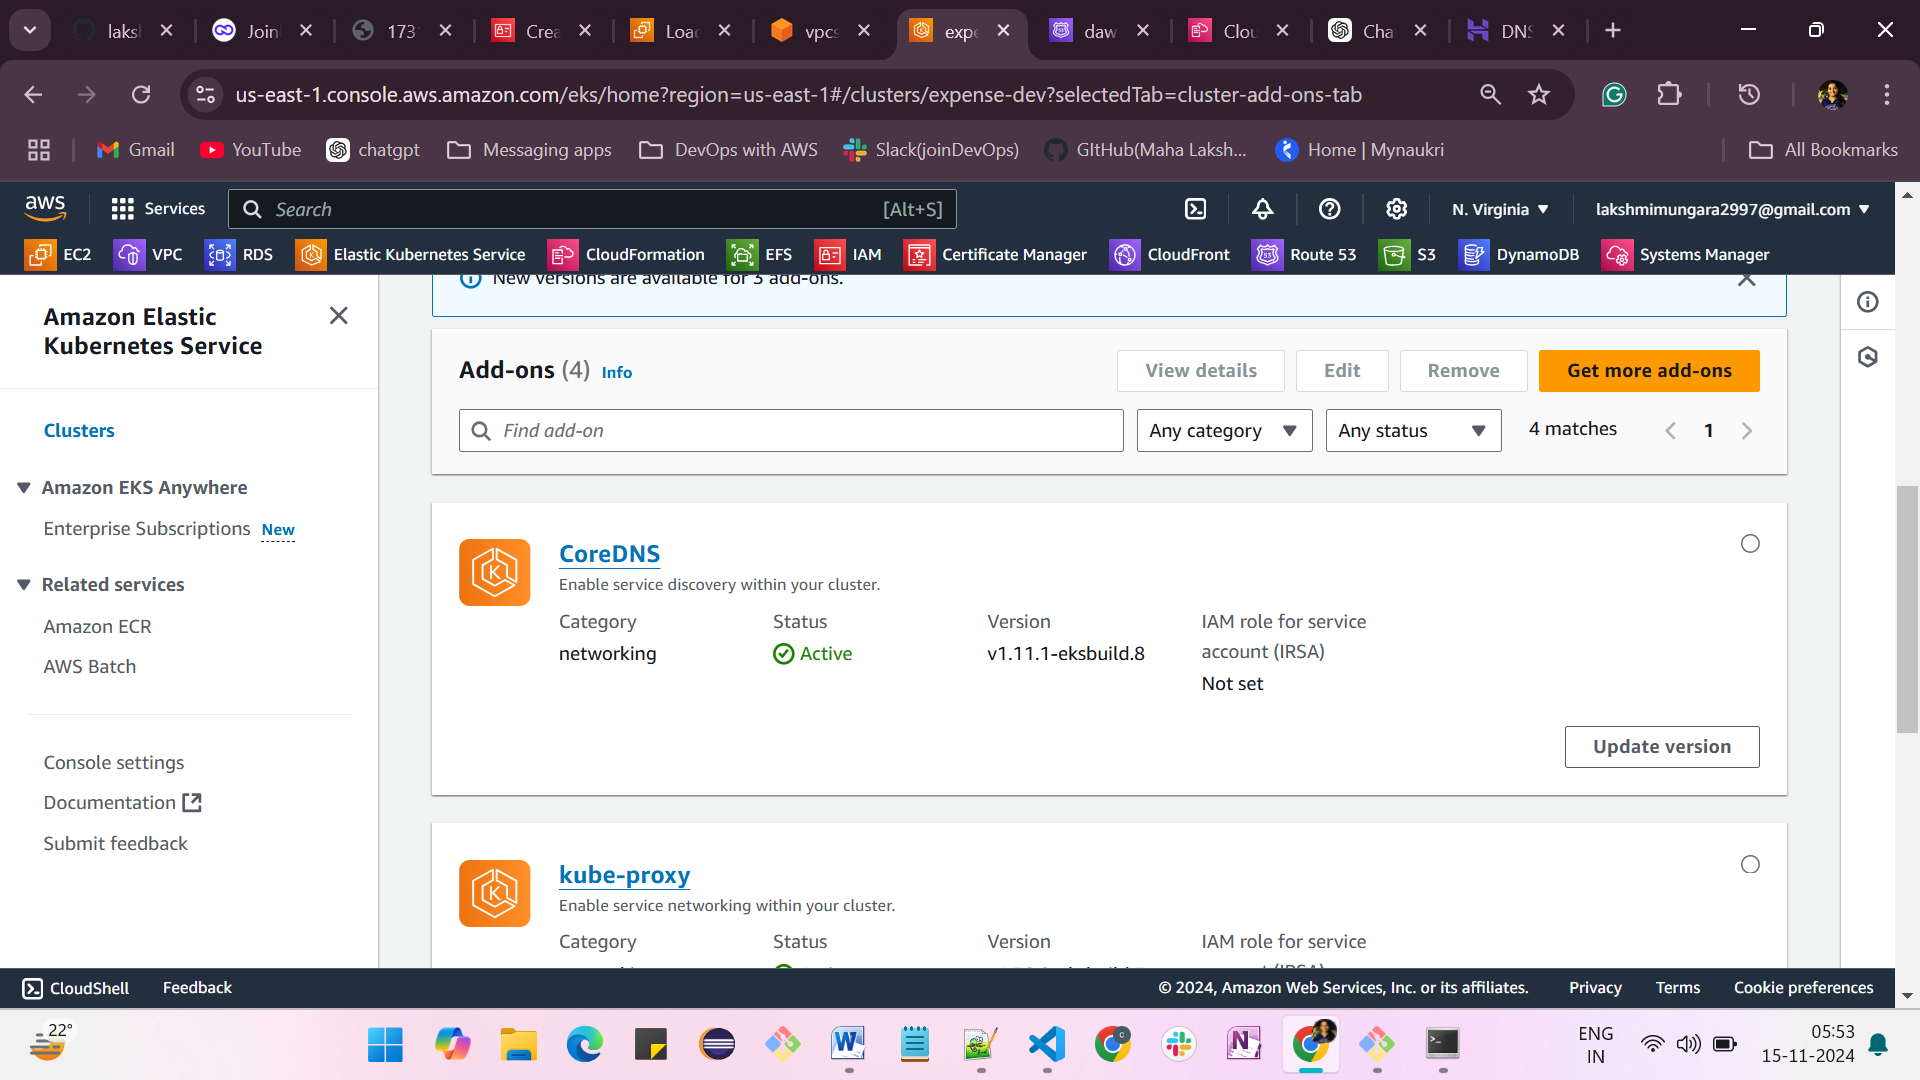 laksl
Join
173
Crea
Load
vpcs
expe
daw
Clou
Cha
DNS
us-east-1.console.aws.amazon.com/eks/home?region=us-east-1#/clusters/expense-dev?selectedTab=cluster-add-ons-tab
Gmail
YouTube
chatgpt
Messaging apps
DevOps with AWS
Slack(joinDevOps)
GItHub(Maha Laksh...
Home | Mynaukri
All Bookmarks
aws
Services
Search
[Alt+S]
N. Virginia
lakshmimungara2997@gmail.com
EC2
VPC
RDS
Elastic Kubernetes Service
CloudFormation
EFS
IAM
Certificate Manager
CloudFront
Route 53
S3
DynamoDB
Systems Manager
Amazon Elastic
Kubernetes Service
Clusters
Amazon EKS Anywhere
Enterprise Subscriptions New
Related services
Amazon ECR
AWS Batch
Console settings
Documentation
Submit feedback
New versions are available for 3 add-ons.
Add-ons (4) Info
View details
Edit
Remove
Get more add-ons
Find add-on
Any category
Any status
4 matches
1
CoreDNS
Enable service discovery within your cluster.
Category
networking
Status
Active
Version
v1.11.1-eksbuild.8
IAM role for service
account (IRSA)
Not set
Update version
kube-proxy
Enable service networking within your cluster.
Category
Status
Version
IAM role for service
CloudShell
Feedback
© 2024, Amazon Web Services, Inc. or its affiliates.
Privacy
Terms
Cookie preferences
22°
ENG
IN
05:53
15-11-2024